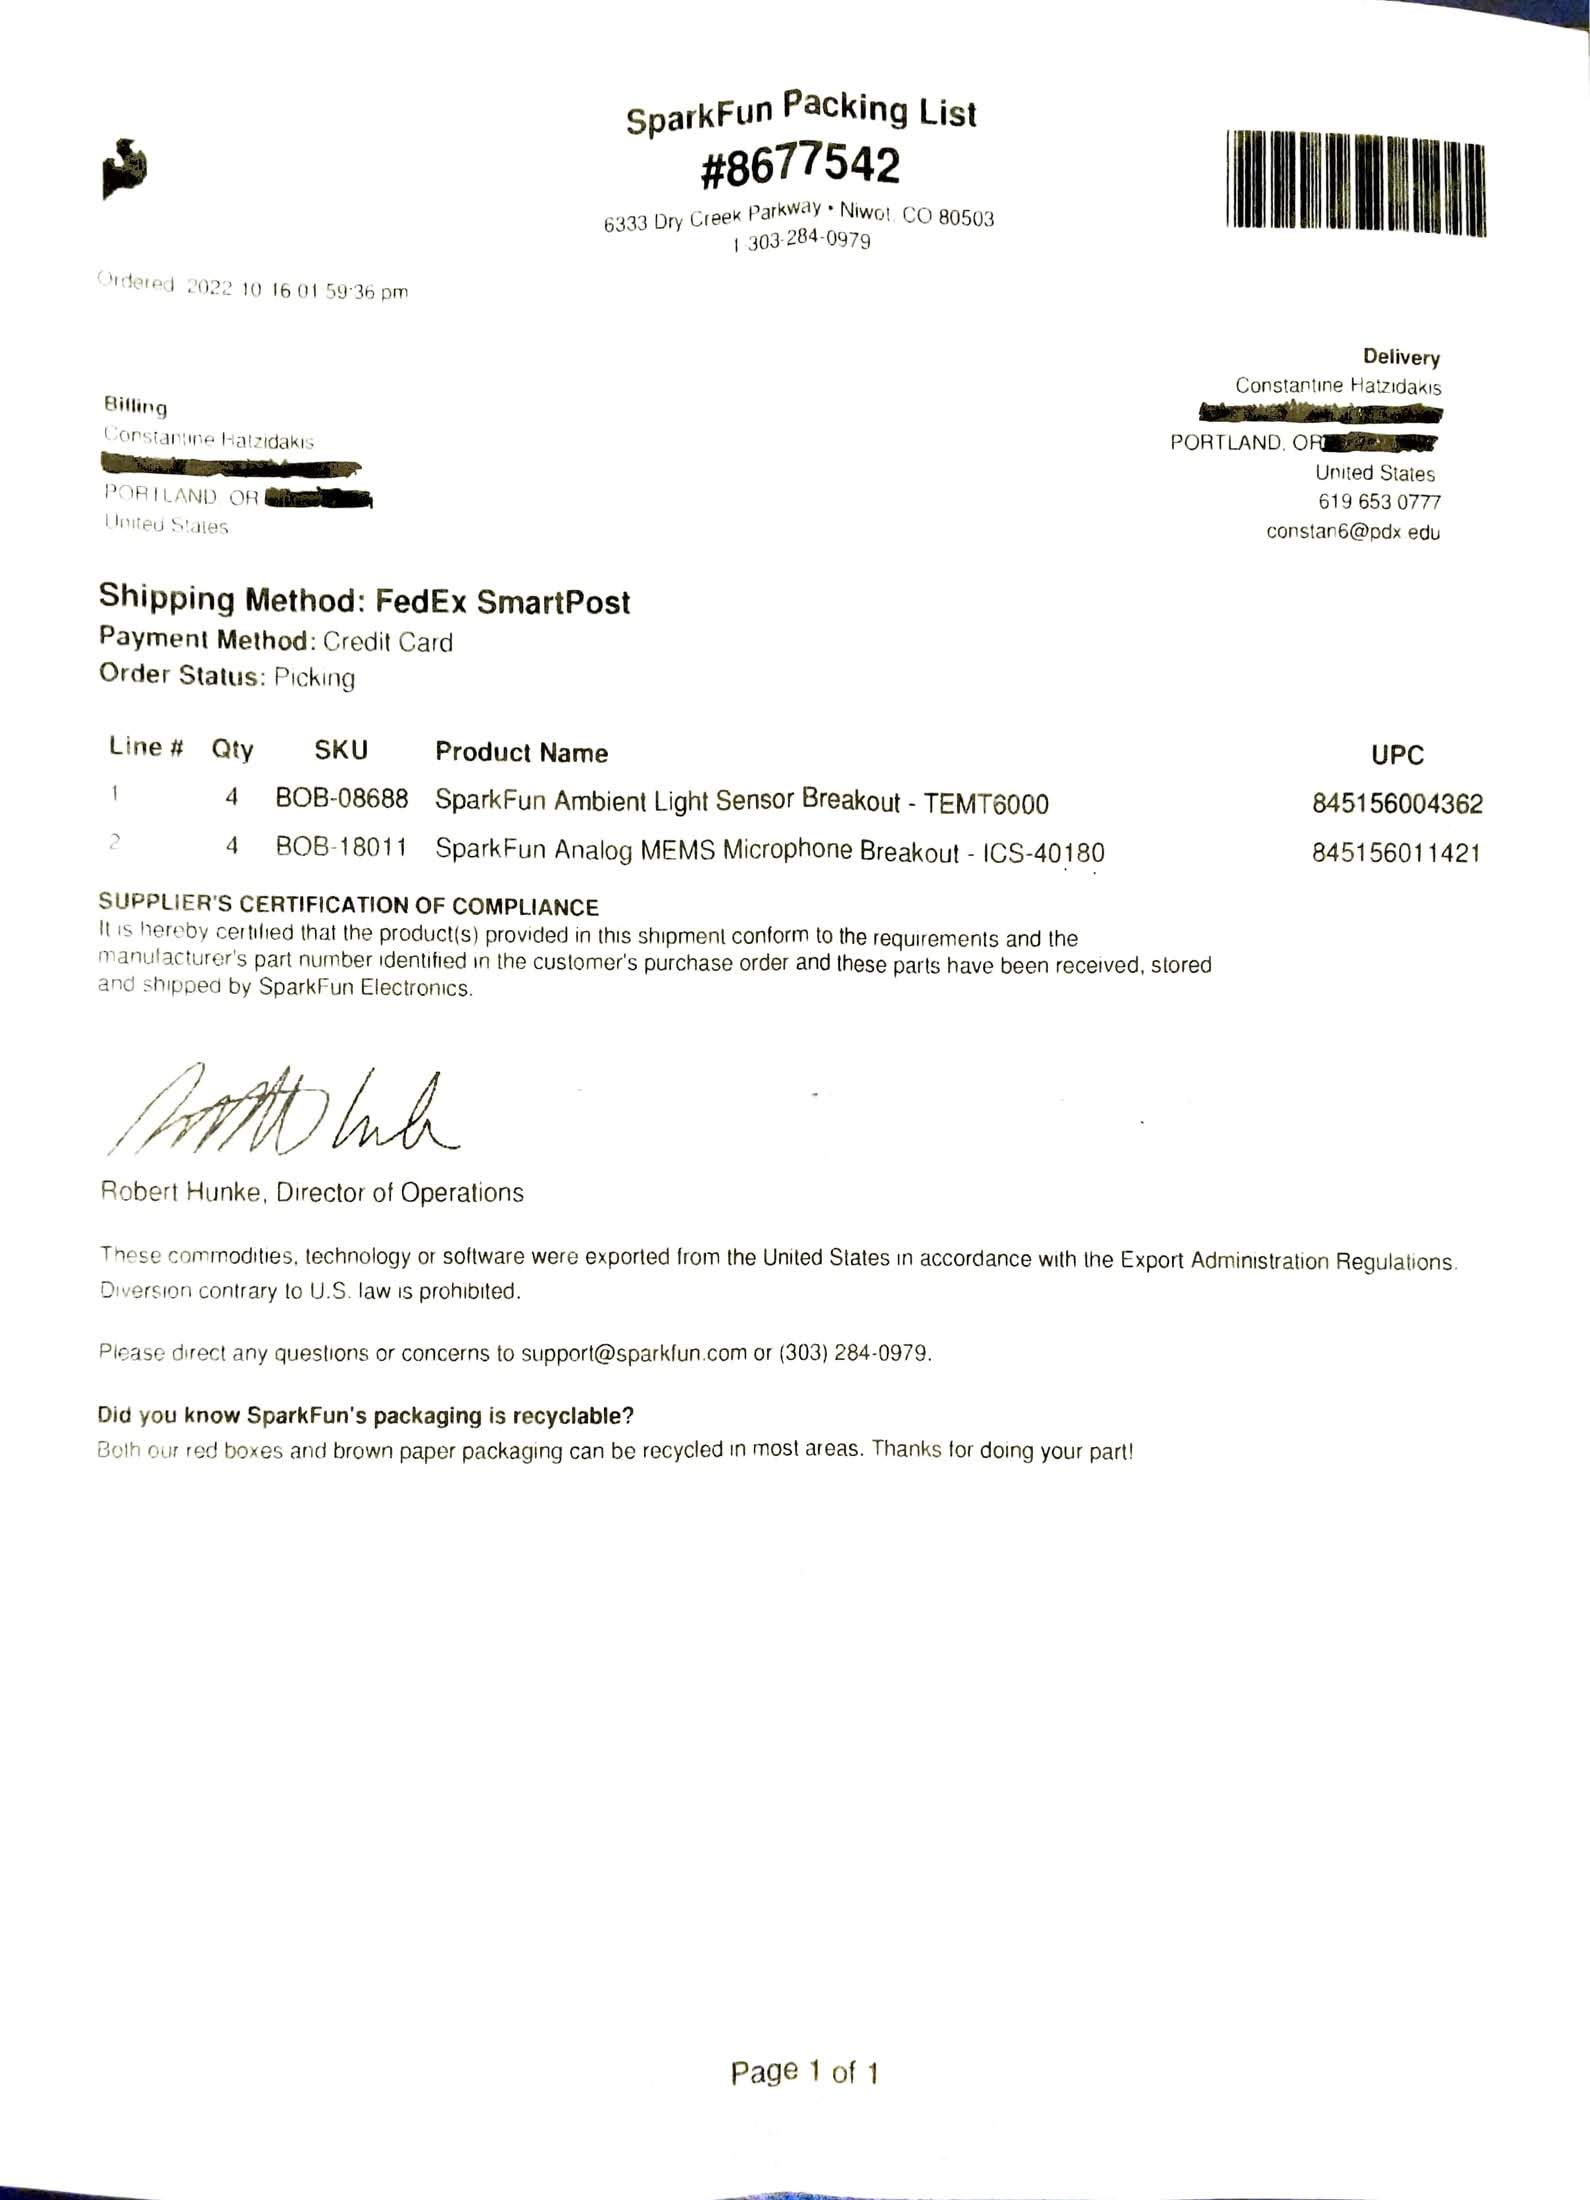 SparkFun Packing List
#8677542
6333 Dry Creek Parkway • Niwot, CO 80503
1-303-284-0979
Ordered 2022 10 16 01 59:36 pm
Delivery
Constantine Hatzidakis
PORTLAND, OR
United States
619 653 0777
constan6@pdx edu
Billing
Constantine Hatzidakis
PORTLAND OR
United States
Shipping Method: FedEx SmartPost
Payment Method: Credit Card
Order Status: Picking
Line # Qty SKU Product Name UPC
1 4 BOB-08688 SparkFun Ambient Light Sensor Breakout - TEMT6000 845156004362
2 4 BOB-18011 SparkFun Analog MEMS Microphone Breakout - ICS-40180 845156011421
SUPPLIER'S CERTIFICATION OF COMPLIANCE
It is hereby certified that the product(s) provided in this shipment conform to the requirements and the
manufacturer's part number identified in the customer's purchase order and these parts have been received, stored
and shipped by SparkFun Electronics.
Robert Hunke, Director of Operations
These commodities, technology or software were exported from the United States in accordance with the Export Administration Regulations.
Diversion contrary to U.S. law is prohibited.
Please direct any questions or concerns to support@sparkfun.com or (303) 284-0979.
Did you know SparkFun's packaging is recyclable?
Both our red boxes and brown paper packaging can be recycled in most areas. Thanks for doing your part!
Page 1 of 1